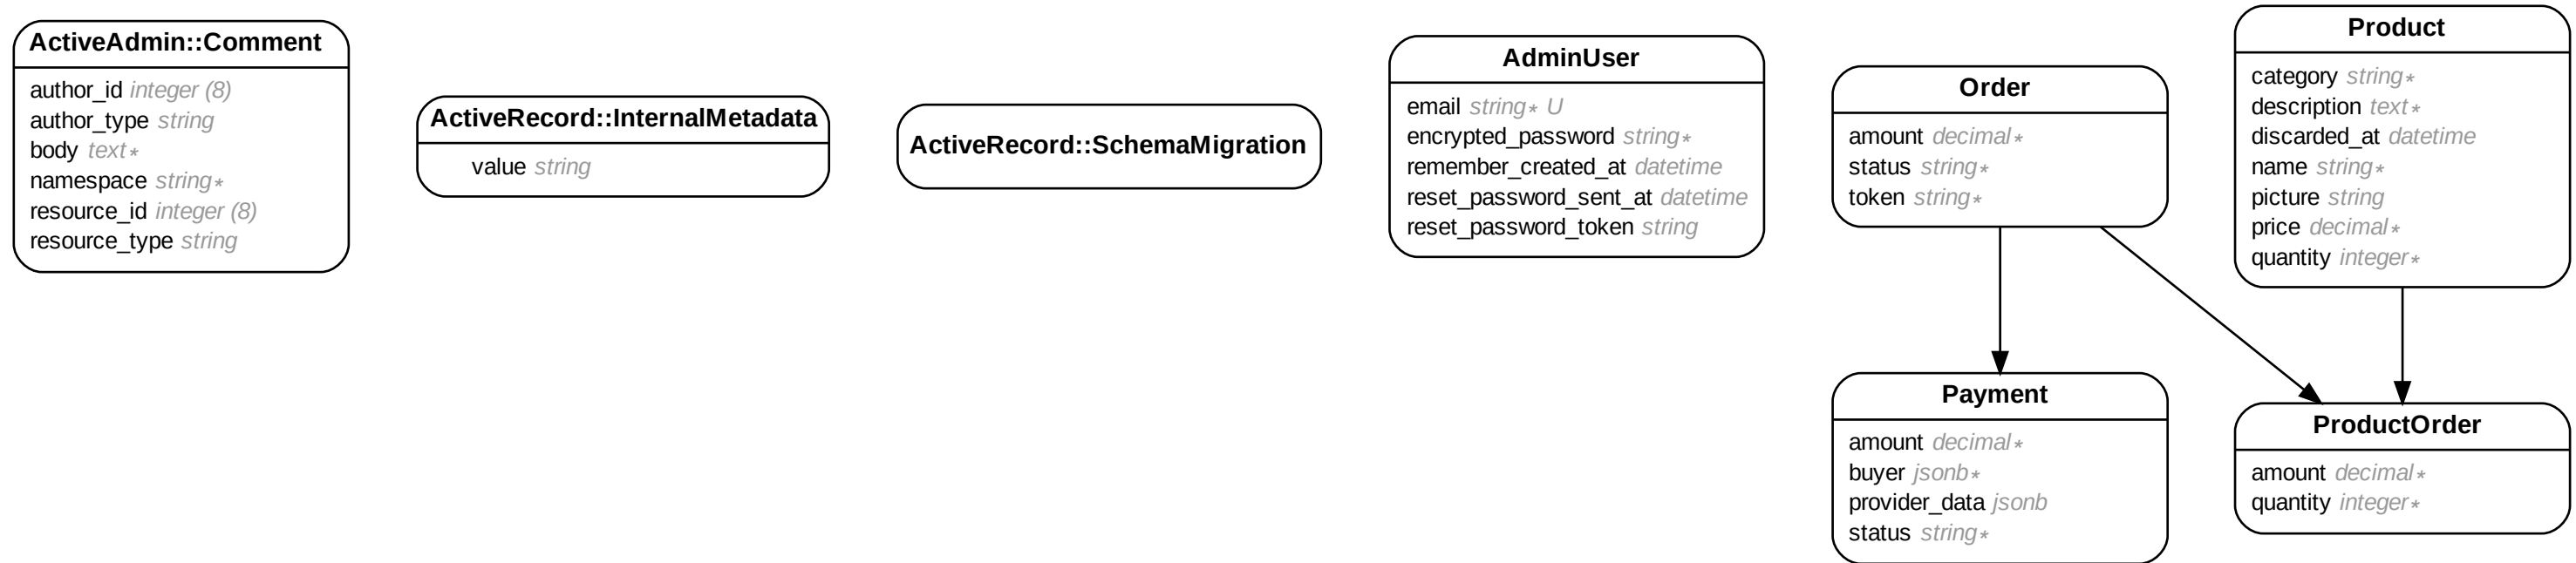 ActiveAdmin::Comment
author_id integer (8)
author_type string
body text *
namespace string *
resource_id integer (8)
resource_type string
ActiveRecord::InternalMetadata
value string
ActiveRecord::SchemaMigration
AdminUser
email string * U
encrypted_password string *
remember_created_at datetime
reset_password_sent_at datetime
reset_password_token string
Order
amount decimal *
status string *
token string *
Product
category string *
description text *
discarded_at datetime
name string *
picture string
price decimal *
quantity integer *
Payment
amount decimal *
buyer jsonb *
provider_data jsonb
status string *
ProductOrder
amount decimal *
quantity integer *